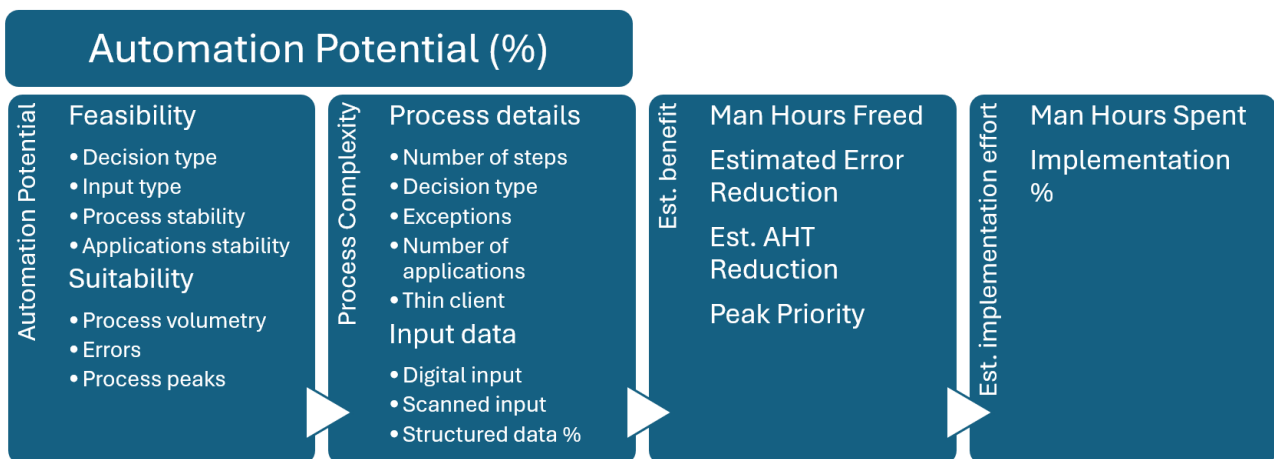 Automation Potential (%)
Automation Potential
Feasibility
• Decision type
• Input type
• Process stability
• Applications stability
Suitability
• Process volumetry
• Errors
• Process peaks
Process Complexity
Process details
• Number of steps
• Decision type
• Exceptions
• Number of
applications
• Thin client
Input data
• Digital input
• Scanned input
• Structured data %
Est. benefit
Man Hours Freed
Estimated Error
Reduction
Est. AHT
Reduction
Peak Priority
Est. implementation effort
Man Hours Spent
Implementation
%